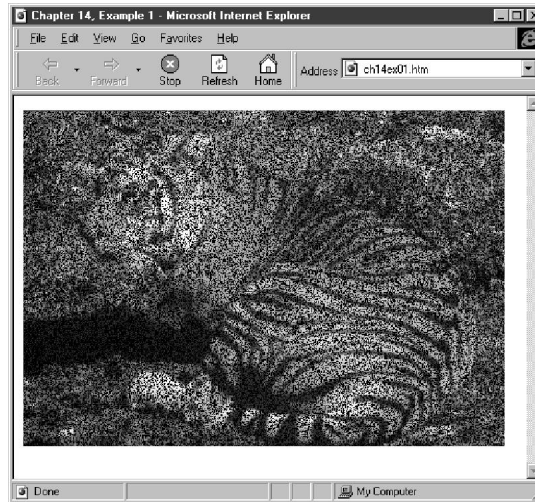 Chapter 14, Example 1 - Microsoft Internet Explorer
File Edit View Go Favorites Help
Back Forward Stop Refresh Home Address ch14ex01.htm
Done My Computer